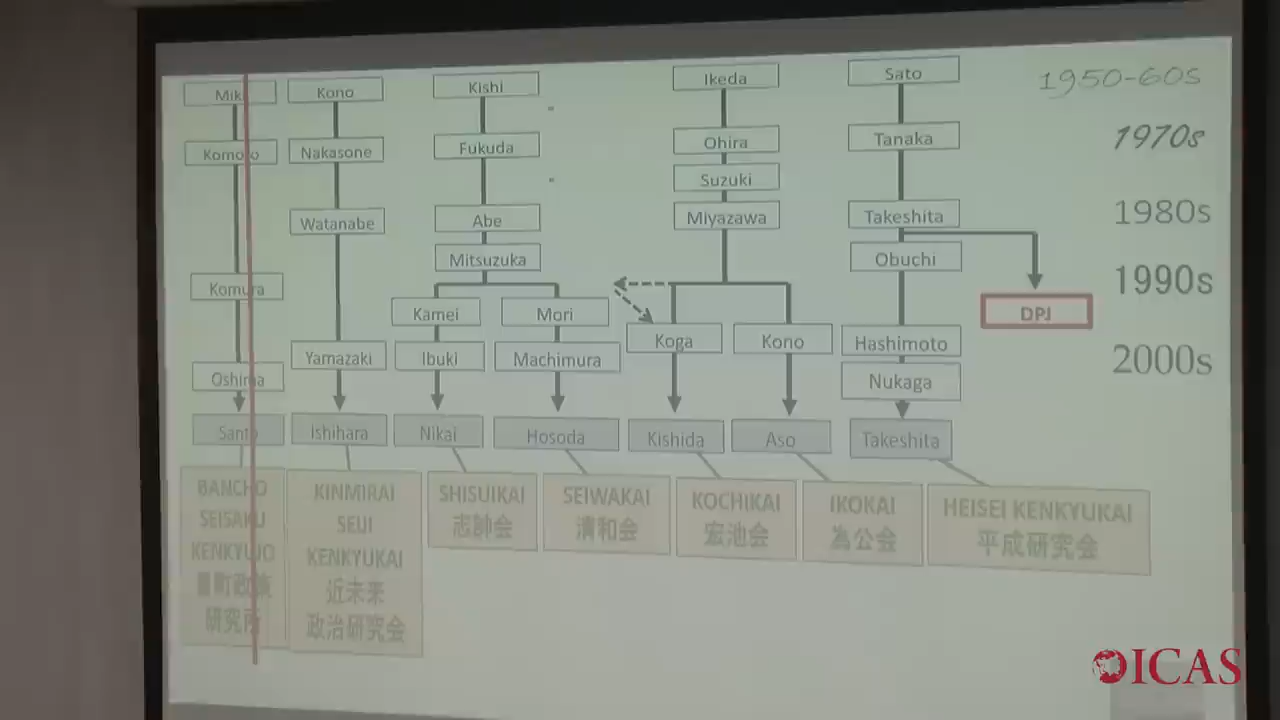 Miki
Kono
Kishi
Ikeda
Sato
1950-60s
Komoto
Nakasone
Fukuda
Ohira
Tanaka
1970s
Suzuki
Watanabe
Abe
Miyazawa
Takeshita
1980s
Mitsuzuka
Obuchi
Komura
1990s
Kamei
Mori
DPJ
Koga
Kono
Hashimoto
Yamazaki
Ibuki
Machimura
2000s
Oshima
Nukaga
Santo
Ishihara
Nikai
Hosoda
Kishida
Aso
Takeshita
BANCHO
SEISAKU
KENKYUJO
番町政策
研究所
KINMIRAI
SEIJI
KENKYUKAI
近未来
政治研究会
SHISUIKAI
志帥会
SEIWAKAI
清和会
KOCHIKAI
宏池会
IKOKAI
為公会
HEISEI KENKYUKAI
平成研究会
ICAS